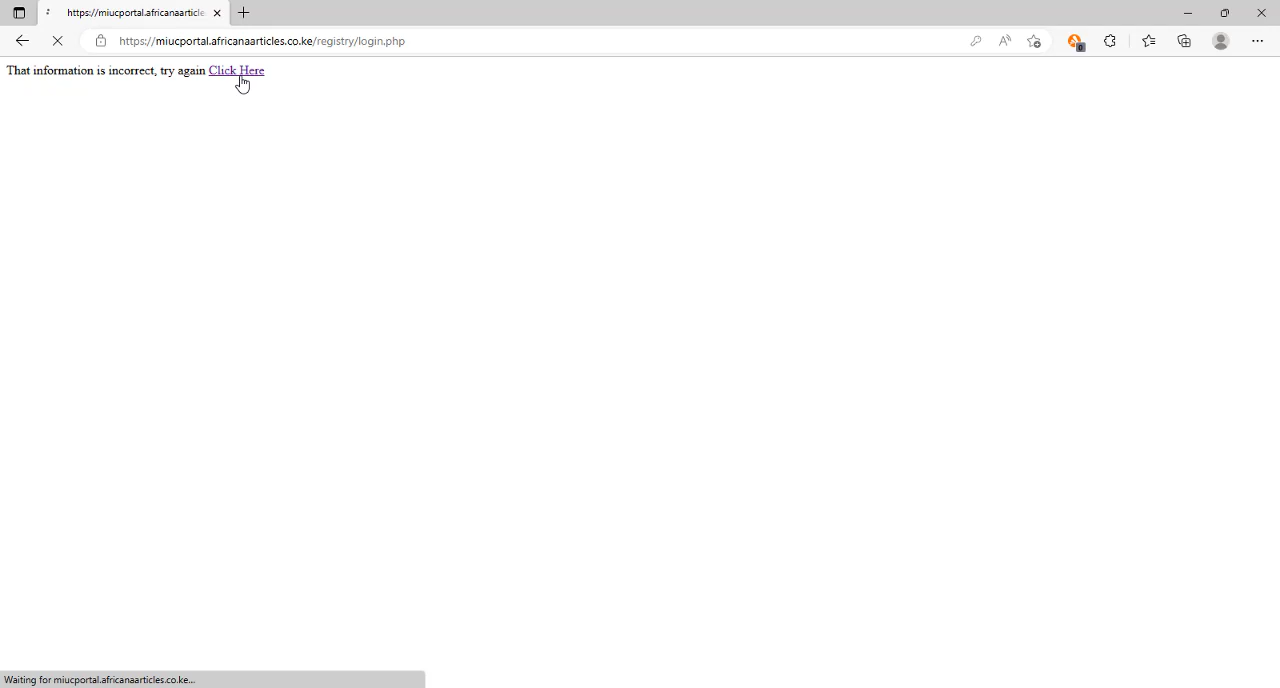 https://miucportal.africanaarticle
https://miucportal.africanaarticles.co.ke/registry/login.php
A
0
That information is incorrect, try again Click Here
Waiting for miucportal.africanaarticles.co.ke...